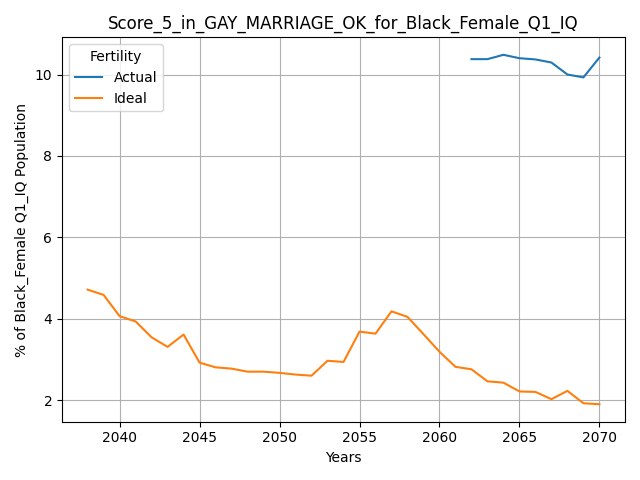 Score_5_in_GAY_MARRIAGE_OK_for_Black_Female_Q1_IQ
Fertility
Actual
Ideal
% of Black_Female Q1_IQ Population
10
8
6
4
2
2040 2045 2050 2055 2060 2065 2070
Years